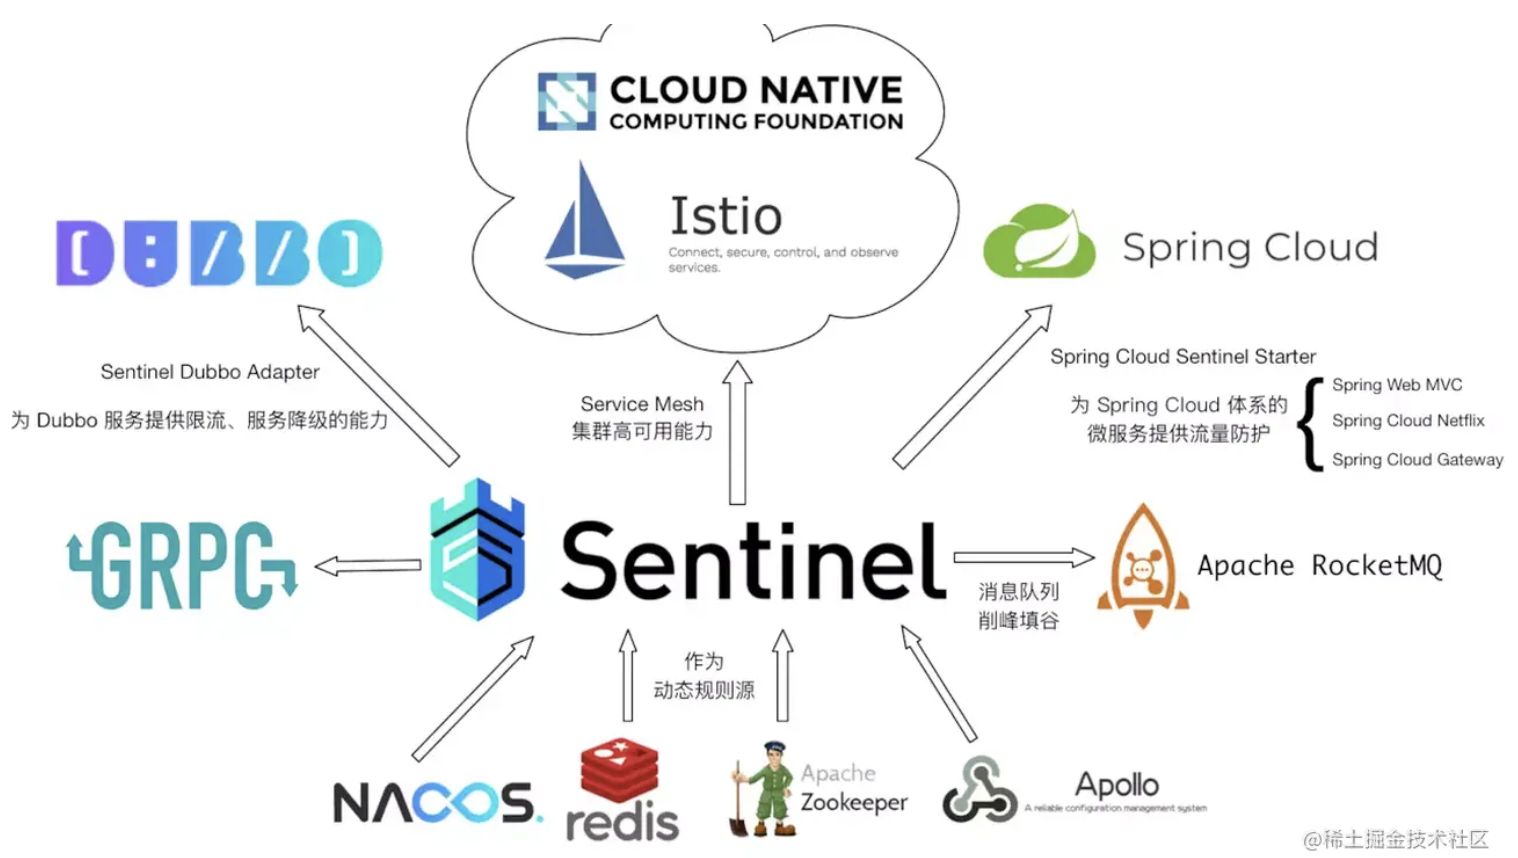 CLOUD NATIVE
COMPUTING FOUNDATION
Istio
Connect, secure, control, and observe
services.
DUBBO
Spring Cloud
Sentinel Dubbo Adapter
为 Dubbo 服务提供限流、服务降级的能力
Service Mesh
集群高可用能力
Spring Cloud Sentinel Starter
为 Spring Cloud 体系的
微服务提供流量防护
Spring Web MVC
Spring Cloud Netflix
Spring Cloud Gateway
GRPC
Sentinel
Apache RocketMQ
消息队列
削峰填谷
作为
动态规则源
NACOS.
redis
Apache
Zookeeper
Apollo
A reliable configuration management system
@稀土掘金技术社区